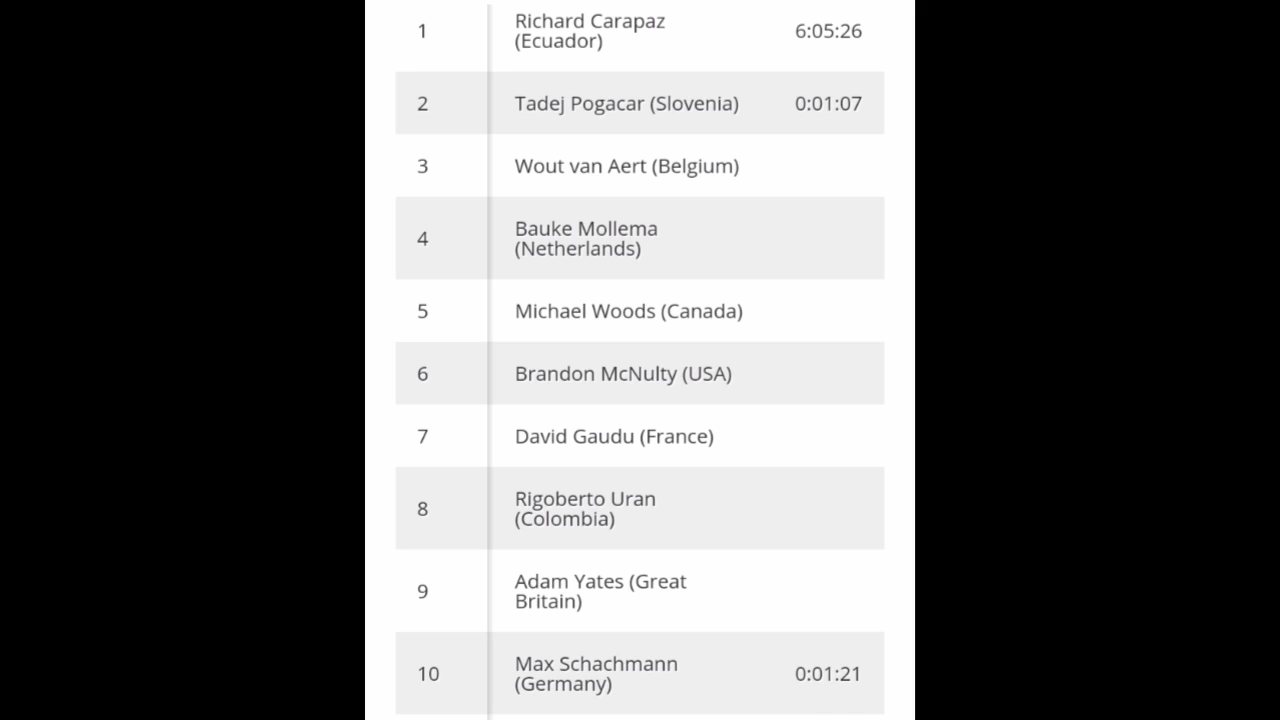 1 Richard Carapaz
(Ecuador) 6:05:26
2 Tadej Pogacar (Slovenia) 0:01:07
3 Wout van Aert (Belgium)
4 Bauke Mollema
(Netherlands)
5 Michael Woods (Canada)
6 Brandon McNulty (USA)
7 David Gaudu (France)
8 Rigoberto Uran
(Colombia)
9 Adam Yates (Great
Britain)
10 Max Schachmann
(Germany) 0:01:21